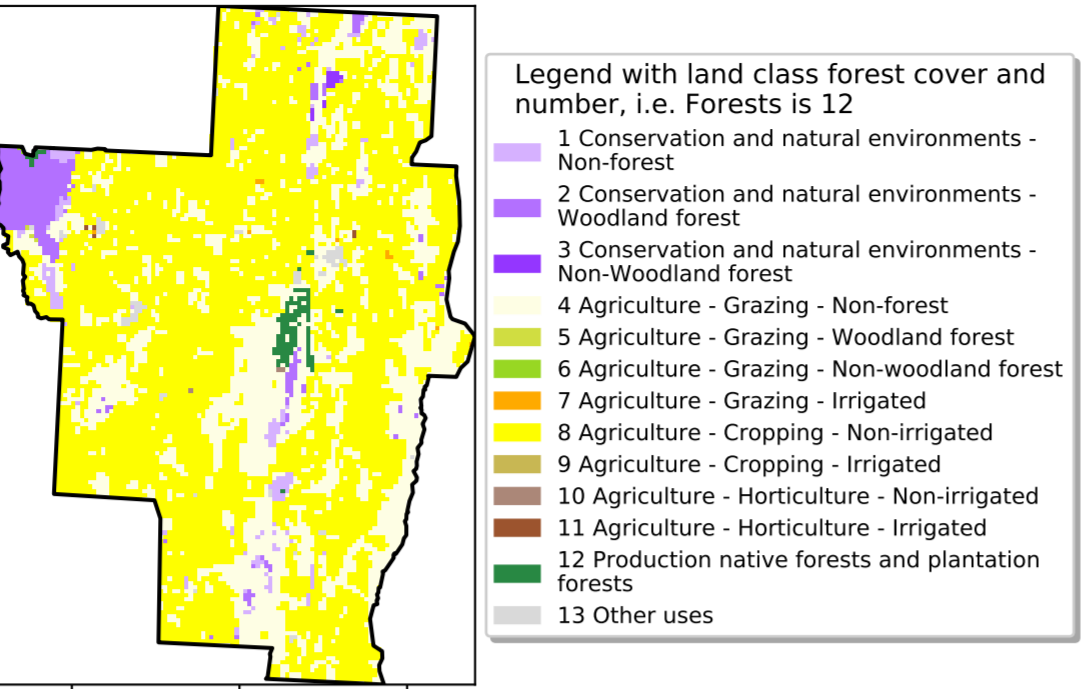 Legend with land class forest cover and
number, i.e. Forests is 12
1 Conservation and natural environments -
Non-forest
2 Conservation and natural environments -
Woodland forest
3 Conservation and natural environments -
Non-Woodland forest
4 Agriculture - Grazing - Non-forest
5 Agriculture - Grazing - Woodland forest
6 Agriculture - Grazing - Non-woodland forest
7 Agriculture - Grazing - Irrigated
8 Agriculture - Cropping - Non-irrigated
9 Agriculture - Cropping - Irrigated
10 Agriculture - Horticulture - Non-irrigated
11 Agriculture - Horticulture - Irrigated
12 Production native forests and plantation
forests
13 Other uses